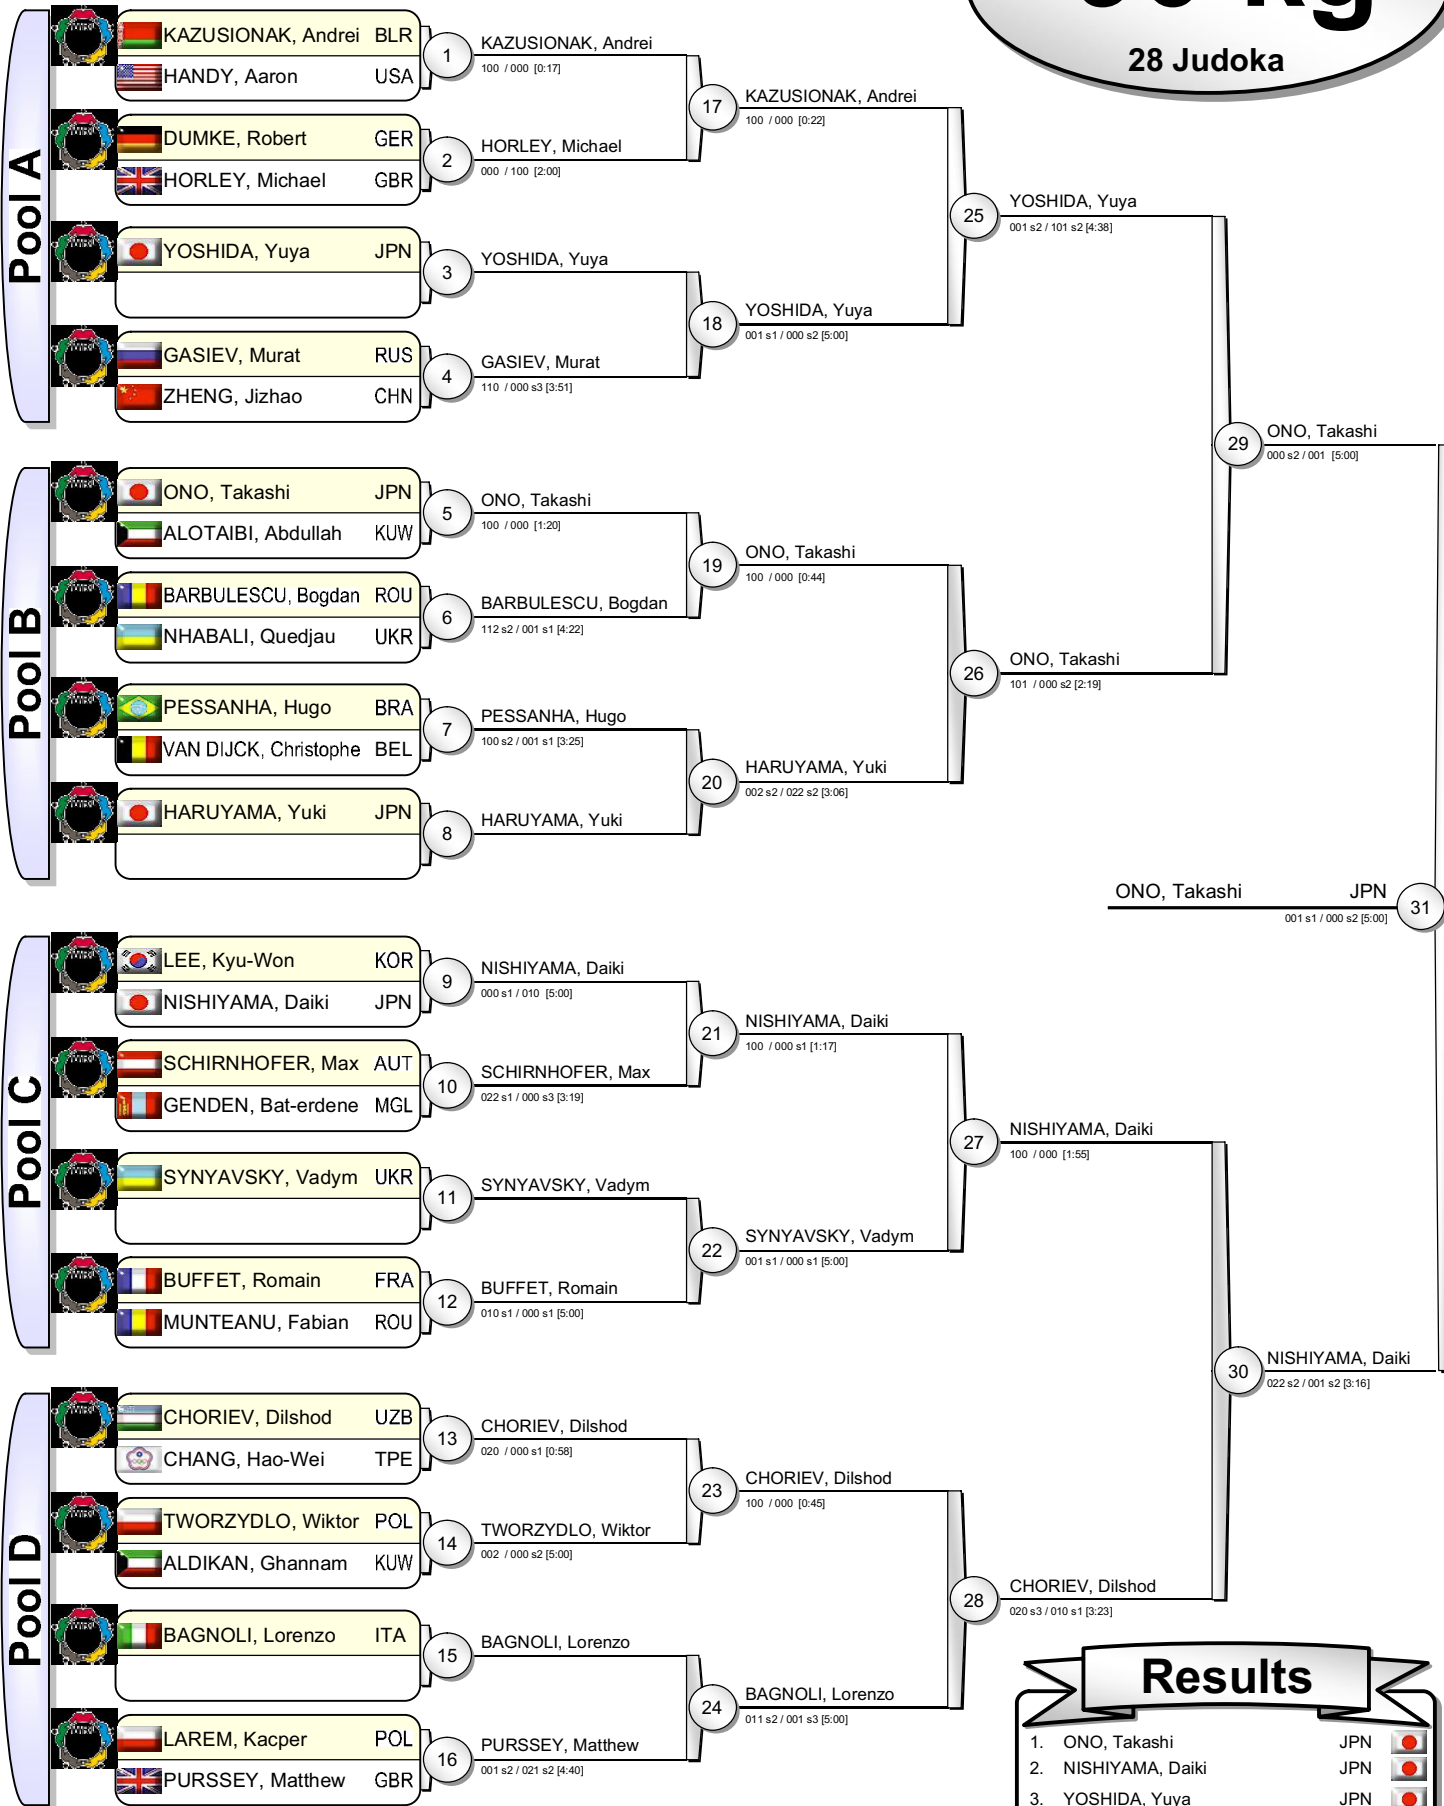 28 Judoka
Pool A
KAZUSIONAK, Andrei BLR
HANDY, Aaron USA
DUMKE, Robert GER
HORLEY, Michael GBR
YOSHIDA, Yuya JPN
GASIEV, Murat RUS
ZHENG, Jizhao CHN
1
KAZUSIONAK, Andrei
100 / 000 [0:17]
2
HORLEY, Michael
000 / 100 [2:00]
3
YOSHIDA, Yuya
4
GASIEV, Murat
110 / 000 s3 [3:51]
17
KAZUSIONAK, Andrei
100 / 000 [0:22]
18
YOSHIDA, Yuya
001 s1 / 000 s2 [5:00]
25
YOSHIDA, Yuya
001 s2 / 101 s2 [4:38]
Pool B
ONO, Takashi JPN
ALOTAIBI, Abdullah KUW
BARBULESCU, Bogdan ROU
NHABALI, Quedjau UKR
PESSANHA, Hugo BRA
VAN DIJCK, Christophe BEL
HARUYAMA, Yuki JPN
5
ONO, Takashi
100 / 000 [1:20]
6
BARBULESCU, Bogdan
112 s2 / 001 s1 [4:22]
7
PESSANHA, Hugo
100 s2 / 001 s1 [3:25]
8
HARUYAMA, Yuki
19
ONO, Takashi
100 / 000 [0:44]
20
HARUYAMA, Yuki
002 s2 / 022 s2 [3:06]
26
ONO, Takashi
101 / 000 s2 [2:19]
29
ONO, Takashi
000 s2 / 001 [5:00]
ONO, Takashi JPN
001 s1 / 000 s2 [5:00]
31
Pool C
LEE, Kyu-Won KOR
NISHIYAMA, Daiki JPN
SCHIRNHOFER, Max AUT
GENDEN, Bat-erdene MGL
SYNYAVSKY, Vadym UKR
BUFFET, Romain FRA
MUNTEANU, Fabian ROU
9
NISHIYAMA, Daiki
000 s1 / 010 [5:00]
10
SCHIRNHOFER, Max
022 s1 / 000 s3 [3:19]
11
SYNYAVSKY, Vadym
12
BUFFET, Romain
010 s1 / 000 s1 [5:00]
21
NISHIYAMA, Daiki
100 / 000 s1 [1:17]
22
SYNYAVSKY, Vadym
001 s1 / 000 s1 [5:00]
27
NISHIYAMA, Daiki
100 / 000 [1:55]
Pool D
CHORIEV, Dilshod UZB
CHANG, Hao-Wei TPE
TWORZYDLO, Wiktor POL
ALDIKAN, Ghannam KUW
BAGNOLI, Lorenzo ITA
LAREM, Kacper POL
PURSSEY, Matthew GBR
13
CHORIEV, Dilshod
020 / 000 s1 [0:58]
14
TWORZYDLO, Wiktor
002 / 000 s2 [5:00]
15
BAGNOLI, Lorenzo
16
PURSSEY, Matthew
001 s2 / 021 s2 [4:40]
23
CHORIEV, Dilshod
100 / 000 [0:45]
24
BAGNOLI, Lorenzo
011 s2 / 001 s3 [5:00]
28
CHORIEV, Dilshod
020 s3 / 010 s1 [3:23]
30
NISHIYAMA, Daiki
022 s2 / 001 s2 [3:16]
Results
1. ONO, Takashi JPN
2. NISHIYAMA, Daiki JPN
3. YOSHIDA, Yuya JPN